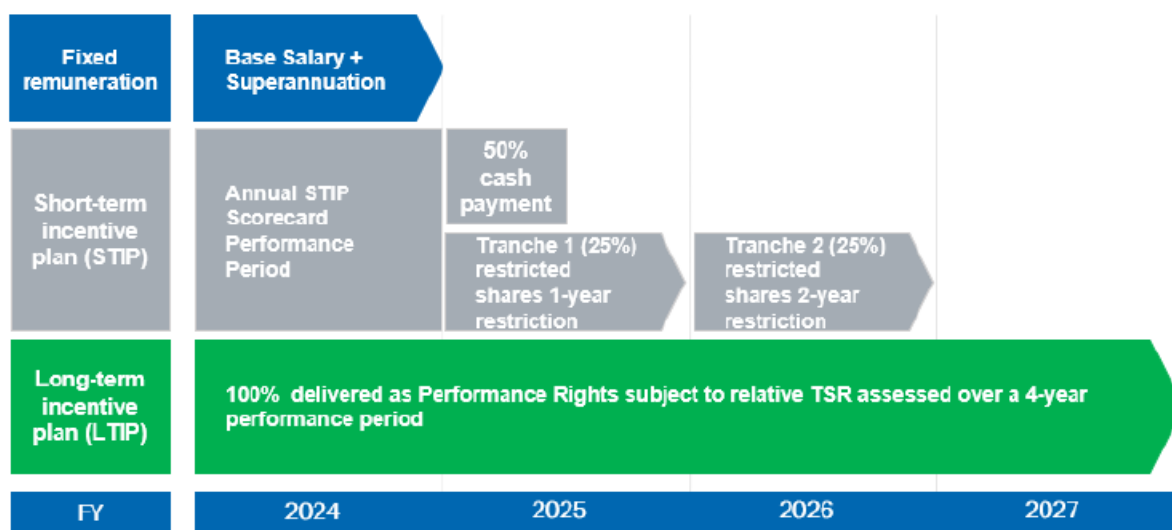 Fixed
remuneration
Base Salary +
Superannuation
Short-term
incentive
plan (STIP)
Annual STIP
Scorecard
Performance
Period
50%
cash
payment
Tranche 1 (25%)
restricted
shares 1-year
restriction
Tranche 2 (25%)
restricted
shares 2-year
restriction
Long-term
incentive
plan (LTIP)
100% delivered as Performance Rights subject to relative TSR assessed over a 4-year
performance period
FY
2024
2025
2026
2027